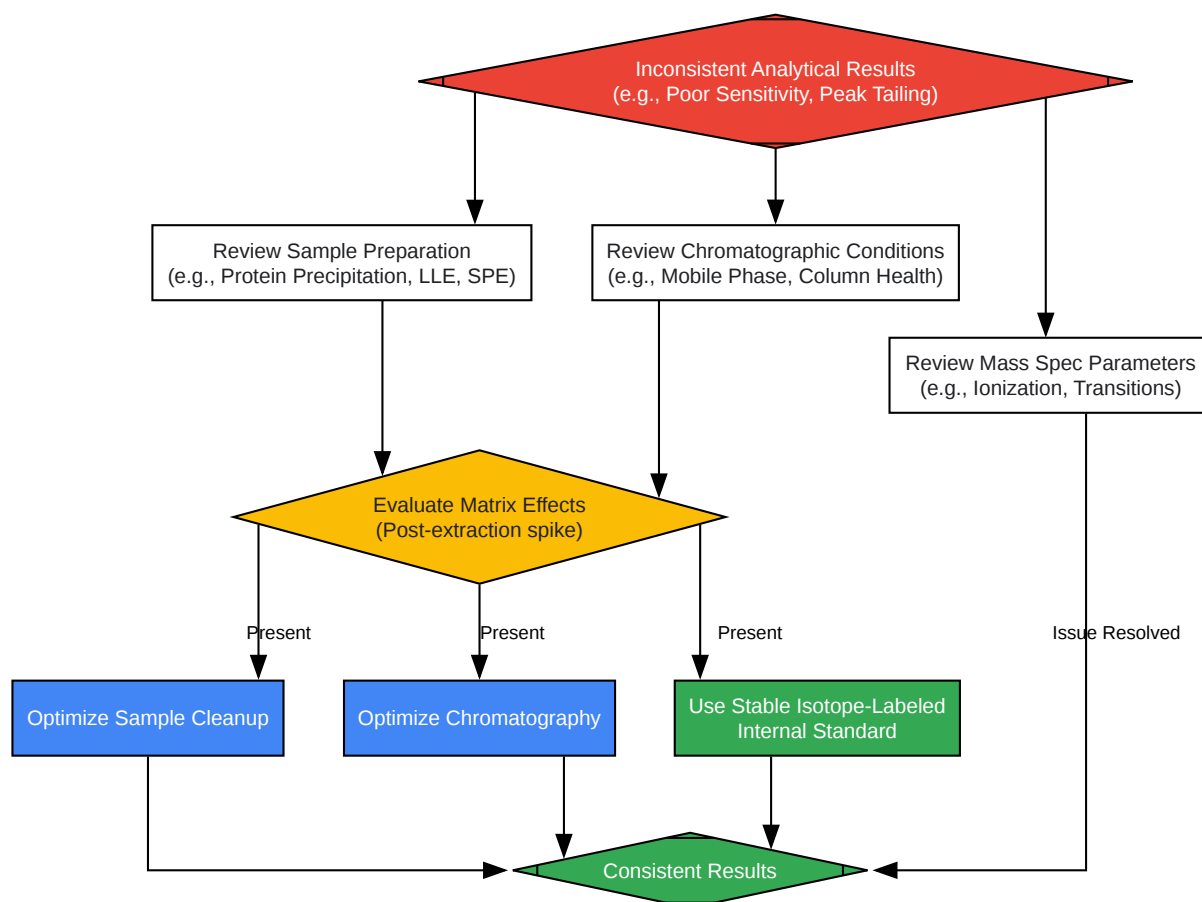 Inconsistent Analytical Results
(e.g., Poor Sensitivity, Peak Tailing)
Review Sample Preparation
(e.g., Protein Precipitation, LLE, SPE)
Review Chromatographic Conditions
(e.g., Mobile Phase, Column Health)
Review Mass Spec Parameters
(e.g., Ionization, Transitions)
Evaluate Matrix Effects
(Post-extraction spike)
Present
Present
Present
Issue Resolved
Optimize Sample Cleanup
Optimize Chromatography
Use Stable Isotope-Labeled
Internal Standard
Consistent Results